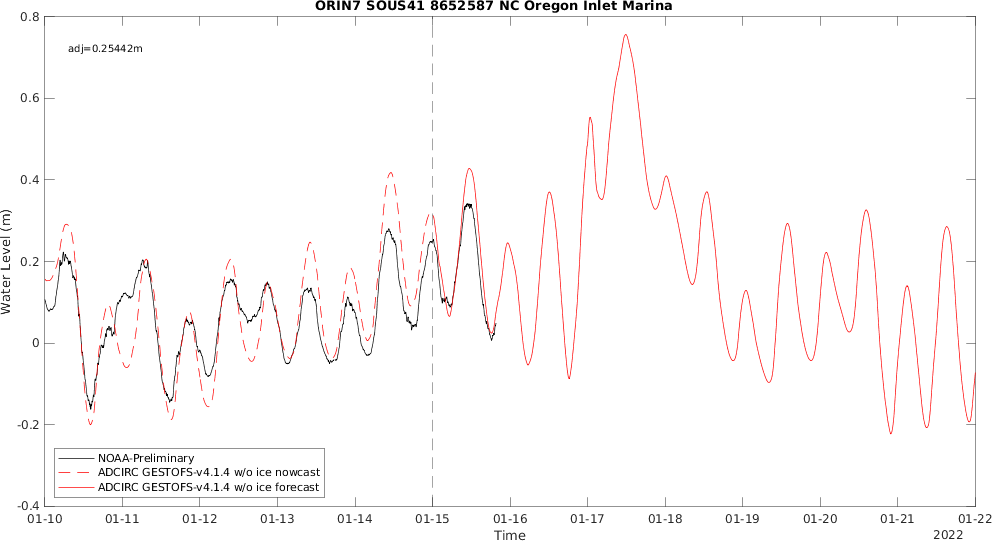 ORIN7 SOUS41 8652587 NC Oregon Inlet Marina
adj=0.25442m
Water Level (m)
0.8
0.6
0.4
0.2
0
-0.2
-0.4
NOAA-Preliminary
ADCIRC GESTOFS-v4.1.4 w/o ice nowcast
ADCIRC GESTOFS-v4.1.4 w/o ice forecast
01-10 01-11 01-12 01-13 01-14 01-15 01-16 01-17 01-18 01-19 01-20 01-21 01-22
Time
2022